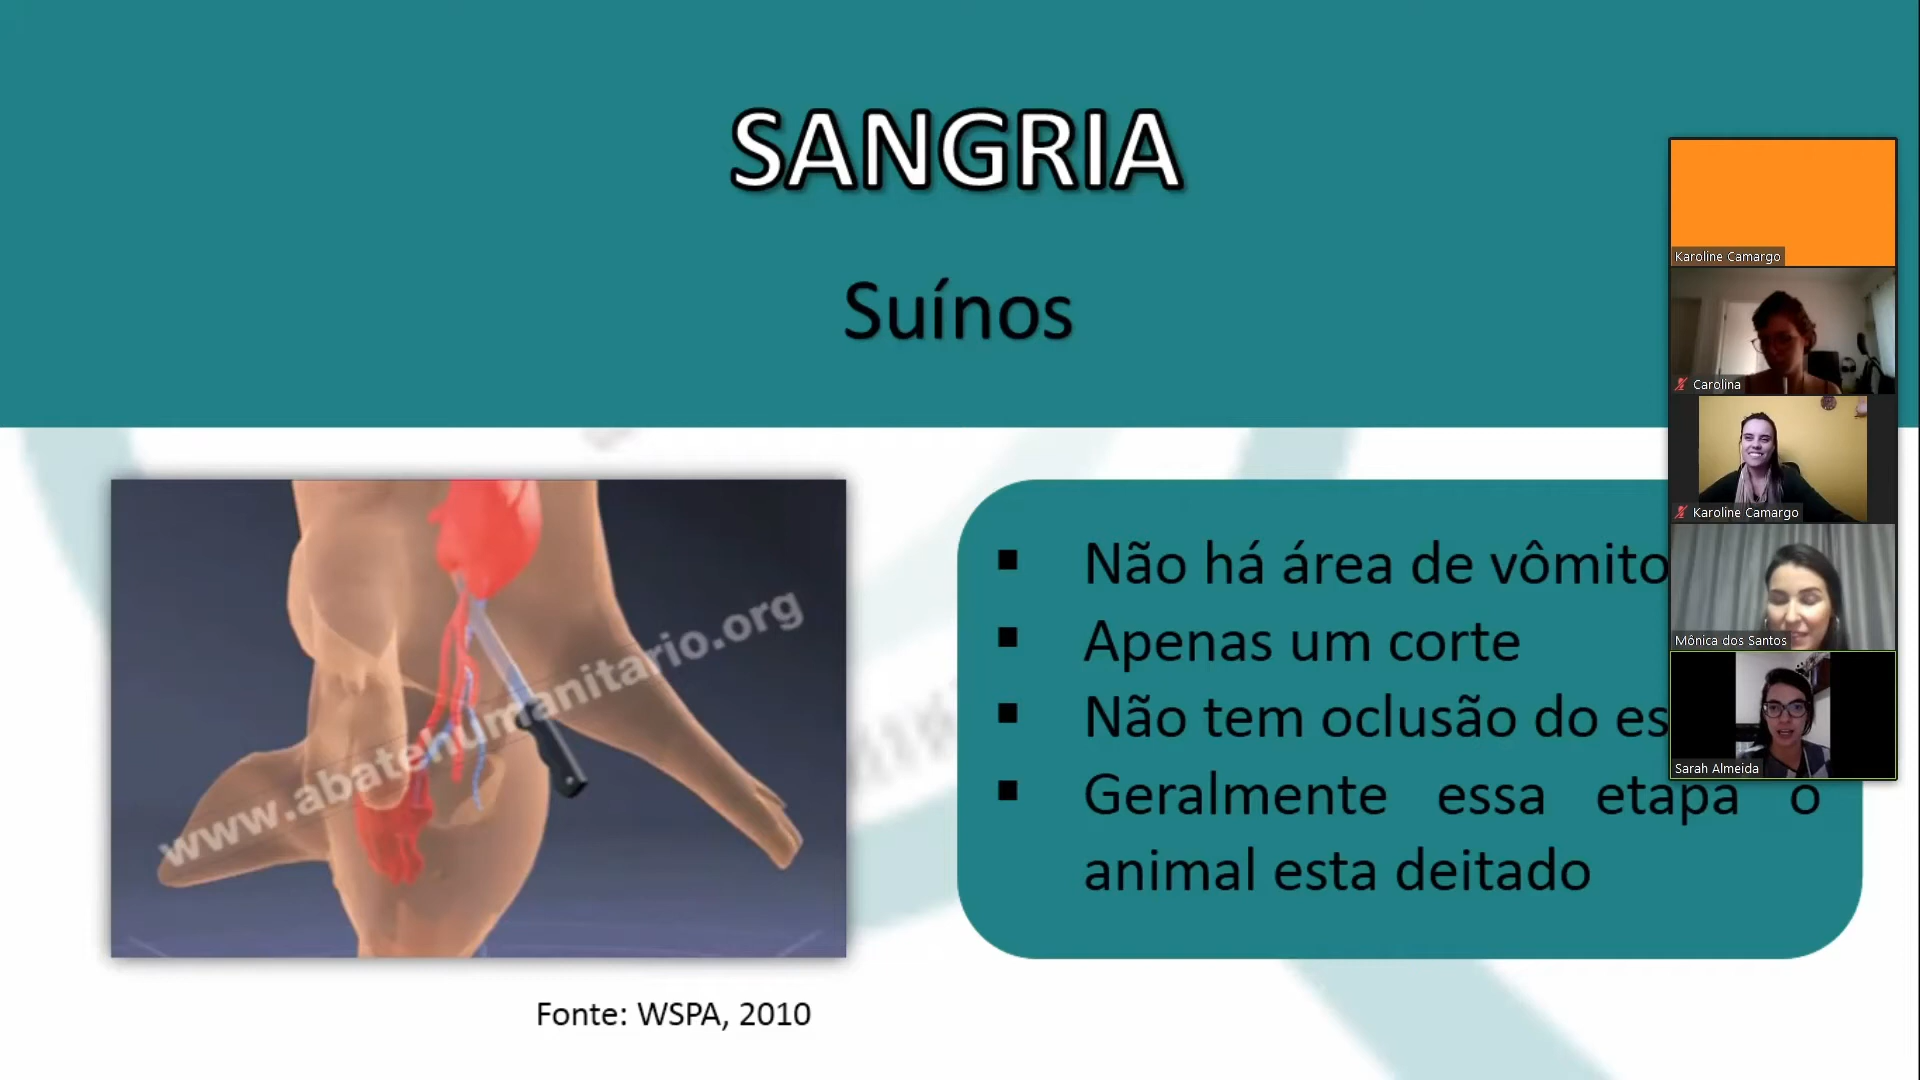 SANGRIA
Suínos
www.abatehumanitario.org
Fonte: WSPA, 2010
Não há área de vômito
Apenas um corte
Não tem oclusão do
Geralmente essa etapa o
animal esta deitado
Karoline Camargo
Carolina
Karoline Camargo
Mônica dos Santos
Sarah Almeida